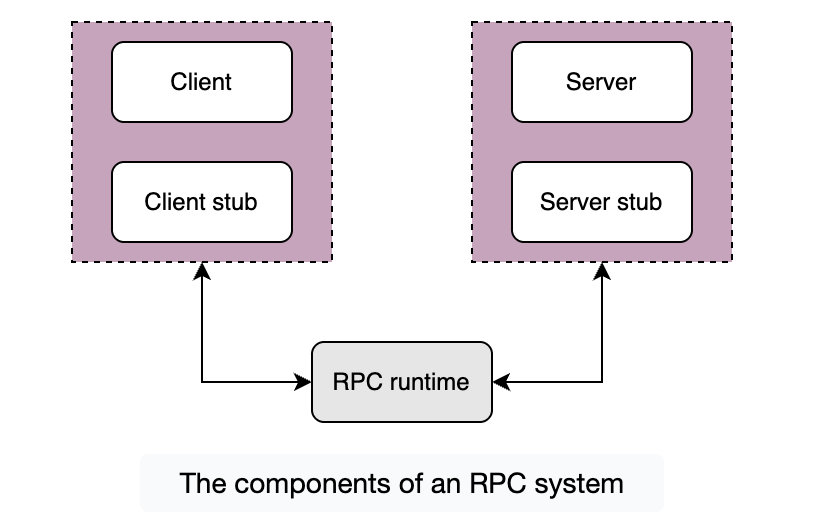 Client
Client stub
Server
Server stub
RPC runtime
The components of an RPC system